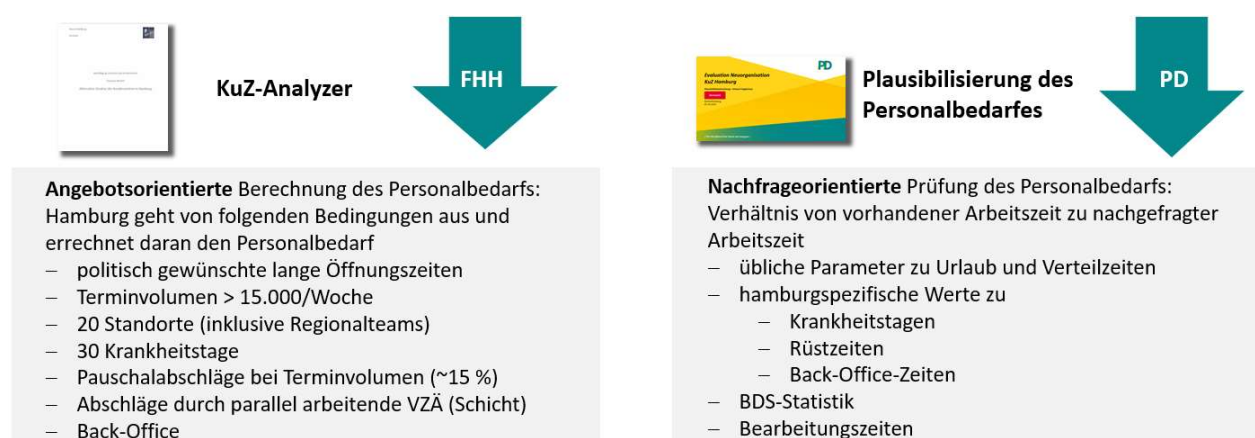 KuZ-Analyzer
FHH
Angebotsorientierte Berechnung des Personalbedarfs:
Hamburg geht von folgenden Bedingungen aus und
errechnet daran den Personalbedarf
– politisch gewünschte lange Öffnungszeiten
– Terminvolumen > 15.000/Woche
– 20 Standorte (inklusive Regionalteams)
– 30 Krankheitstage
– Pauschalabschläge bei Terminvolumen (~15 %)
– Abschläge durch parallel arbeitende VZÄ (Schicht)
– Back-Office
PD
Evaluation Neuorganisation
KuZ Hamburg
Plausibilisierung des
Personalbedarfes
PD
Nachfrageorientierte Prüfung des Personalbedarfs:
Verhältnis von vorhandener Arbeitszeit zu nachgefragter
Arbeitszeit
– übliche Parameter zu Urlaub und Verteilzeiten
– hamburgspezifische Werte zu
– Krankheitstagen
– Rüstzeiten
– Back-Office-Zeiten
– BDS-Statistik
– Bearbeitungszeiten